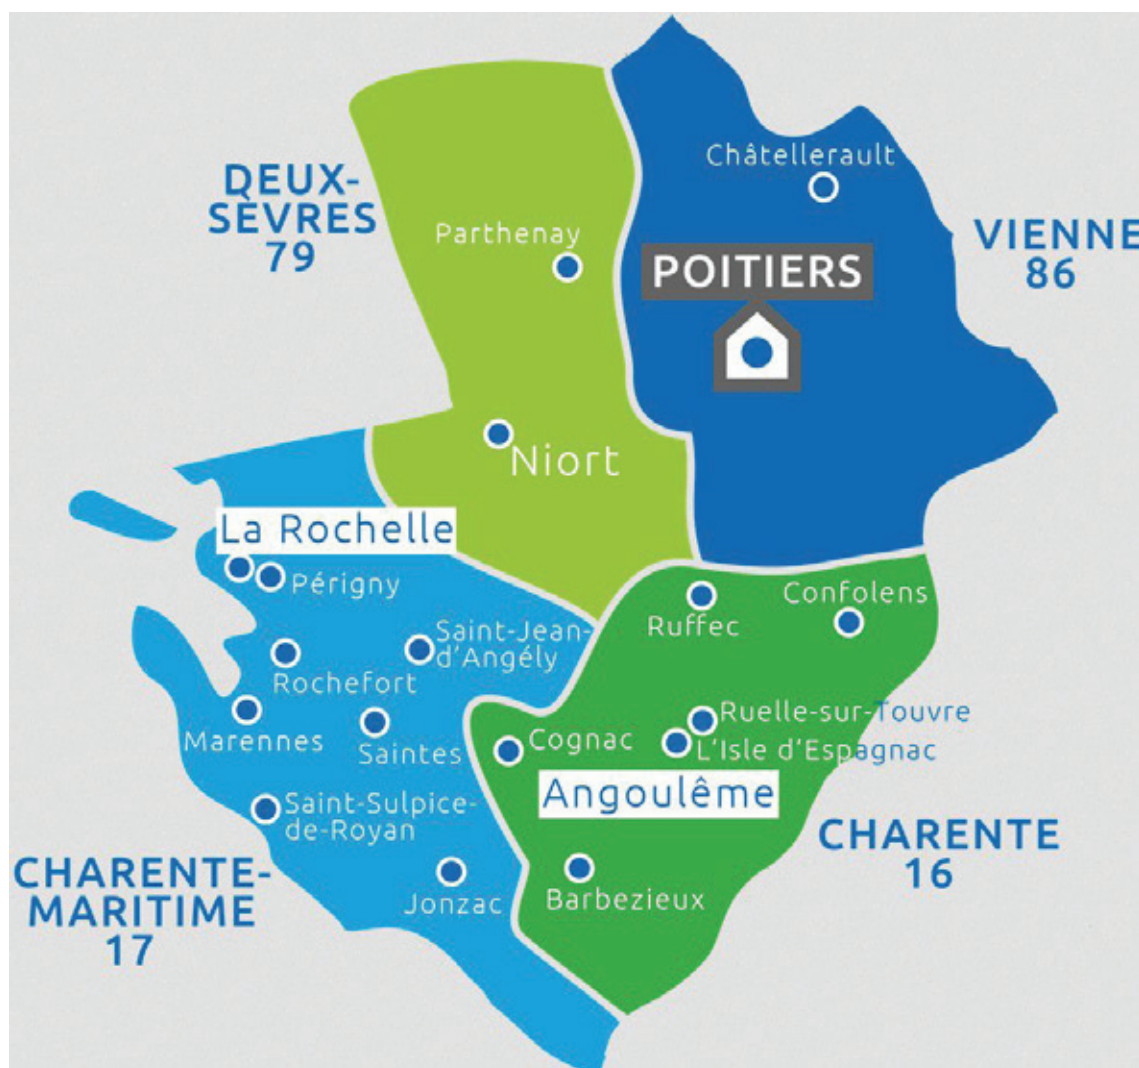 Châtellerault
DEUX-
SÈVRES
79
Parthenay
VIENNE
86
POITIERS
Niort
La Rochelle
Périgny
Confolens
Ruffec
Saint-Jean-
d'Angély
Rochefort
Ruelle-sur-Touvre
Marennes
Saintes
Cognac
L'Isle d'Espagnac
Angoulême
Saint-Sulpice-
de-Royan
CHARENTE
16
CHARENTE-
MARITIME
17
Jonzac
Barbezieux